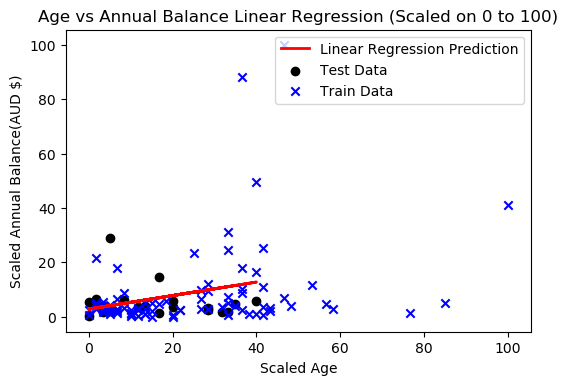 Age vs Annual Balance Linear Regression (Scaled on 0 to 100)
Scaled Annual Balance(AUD $)
100
80
60
40
20
0
Linear Regression Prediction
Test Data
Train Data
0 20 40 60 80 100
Scaled Age